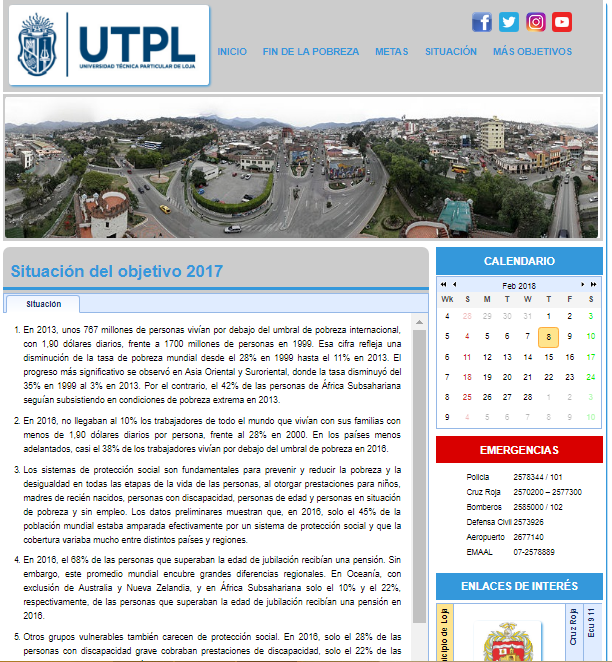 UTPL
UNIVERSIDAD TÉCNICA PARTICULAR DE LOJA
INICIO FIN DE LA POBREZA METAS SITUACIÓN MÁS OBJETIVOS
Situación del objetivo 2017
Situación
1. En 2013, unos 767 millones de personas vivían por debajo del umbral de pobreza internacional,
con 1,90 dólares diarios, frente a 1700 millones de personas en 1999. Esa cifra refleja una
disminución de la tasa de pobreza mundial desde el 28% en 1999 hasta el 11% en 2013. El
progreso más significativo se observó en Asia Oriental y Suroriental, donde la tasa disminuyó del
35% en 1999 al 3% en 2013. Por el contrario, el 42% de las personas de África Subsahariana
seguían subsistiendo en condiciones de pobreza extrema en 2013.
2. En 2016, no llegaban al 10% los trabajadores de todo el mundo que vivían con sus familias con
menos de 1,90 dólares diarios por persona, frente al 28% en 2000. En los países menos
adelantados, casi el 38% de los trabajadores vivían por debajo del umbral de pobreza en 2016.
3. Los sistemas de protección social son fundamentales para prevenir y reducir la pobreza y la
desigualdad en todas las etapas de la vida de las personas, al otorgar prestaciones para niños,
madres de recién nacidos, personas con discapacidad, personas de edad y personas en situación
de pobreza y sin empleo. Los datos preliminares muestran que, en 2016, solo el 45% de la
población mundial estaba amparada efectivamente por un sistema de protección social y que la
cobertura variaba mucho entre distintos países y regiones.
4. En 2016, el 68% de las personas que superaban la edad de jubilación recibían una pensión. Sin
embargo, este promedio mundial encubre grandes diferencias regionales. En Oceanía, con
exclusión de Australia y Nueva Zelandia, y en África Subsahariana solo el 10% y el 22%,
respectivamente, de las personas que superaban la edad de jubilación recibían una pensión en
2016.
5. Otros grupos vulnerables también carecen de protección social. En 2016, solo el 28% de las
personas con discapacidad grave cobraban prestaciones de discapacidad, solo el 22% de las
CALENDARIO
Feb 2018
Wk S M T W T F S
4 28 29 30 31 1 2 3
5 4 5 6 7 8 9 10
6 11 12 13 14 15 16 17
7 18 19 20 21 22 23 24
8 25 26 27 28 1 2 3
9 4 5 6 7 8 9 10
EMERGENCIAS
Policia 2578344 / 101
Cruz Roja 2570200 – 2577300
Bomberos 2585000 / 102
Defensa Civil 2573926
Aeropuerto 2677140
EMAAL 07-2578889
ENLACES DE INTERÉS
ncipio de Loja
Cruz Roja
Ecu 911